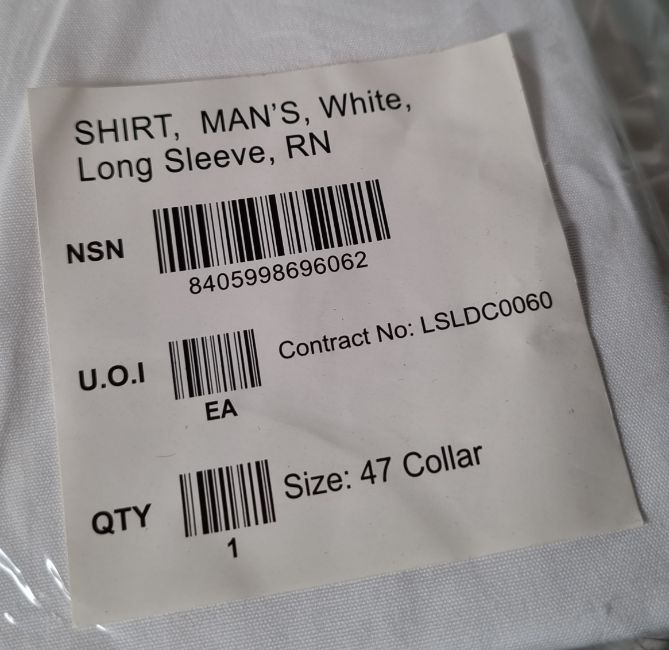 SHIRT, MAN'S, White,
Long Sleeve, RN
NSN
8405998696062
U.O.I
EA
Contract No: LSLDC0060
QTY
1
Size: 47 Collar